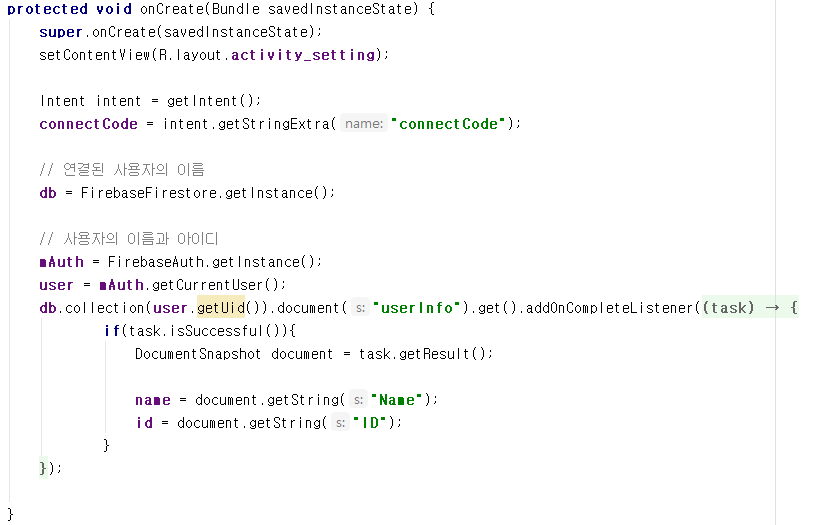 protected void onCreate(Bundle savedInstanceState) {
super.onCreate(savedInstanceState);
setContentView(R.layout.activity_setting);
Intent intent = getIntent();
connectCode = intent.getStringExtra( name: "connectCode");
// 연결된 사용자의 이름
db = FirebaseFirestore.getInstance();
// 사용자의 이름과 아이디
mAuth = FirebaseAuth.getInstance();
user = mAuth.getCurrentUser();
db.collection(user.getUid()).document( s: "userInfo").get().addOnCompleteListener((task) → {
if(task.isSuccessful()){
DocumentSnapshot document = task.getResult();
name = document.getString( s: "Name");
id = document.getString( s: "ID");
}
});
}